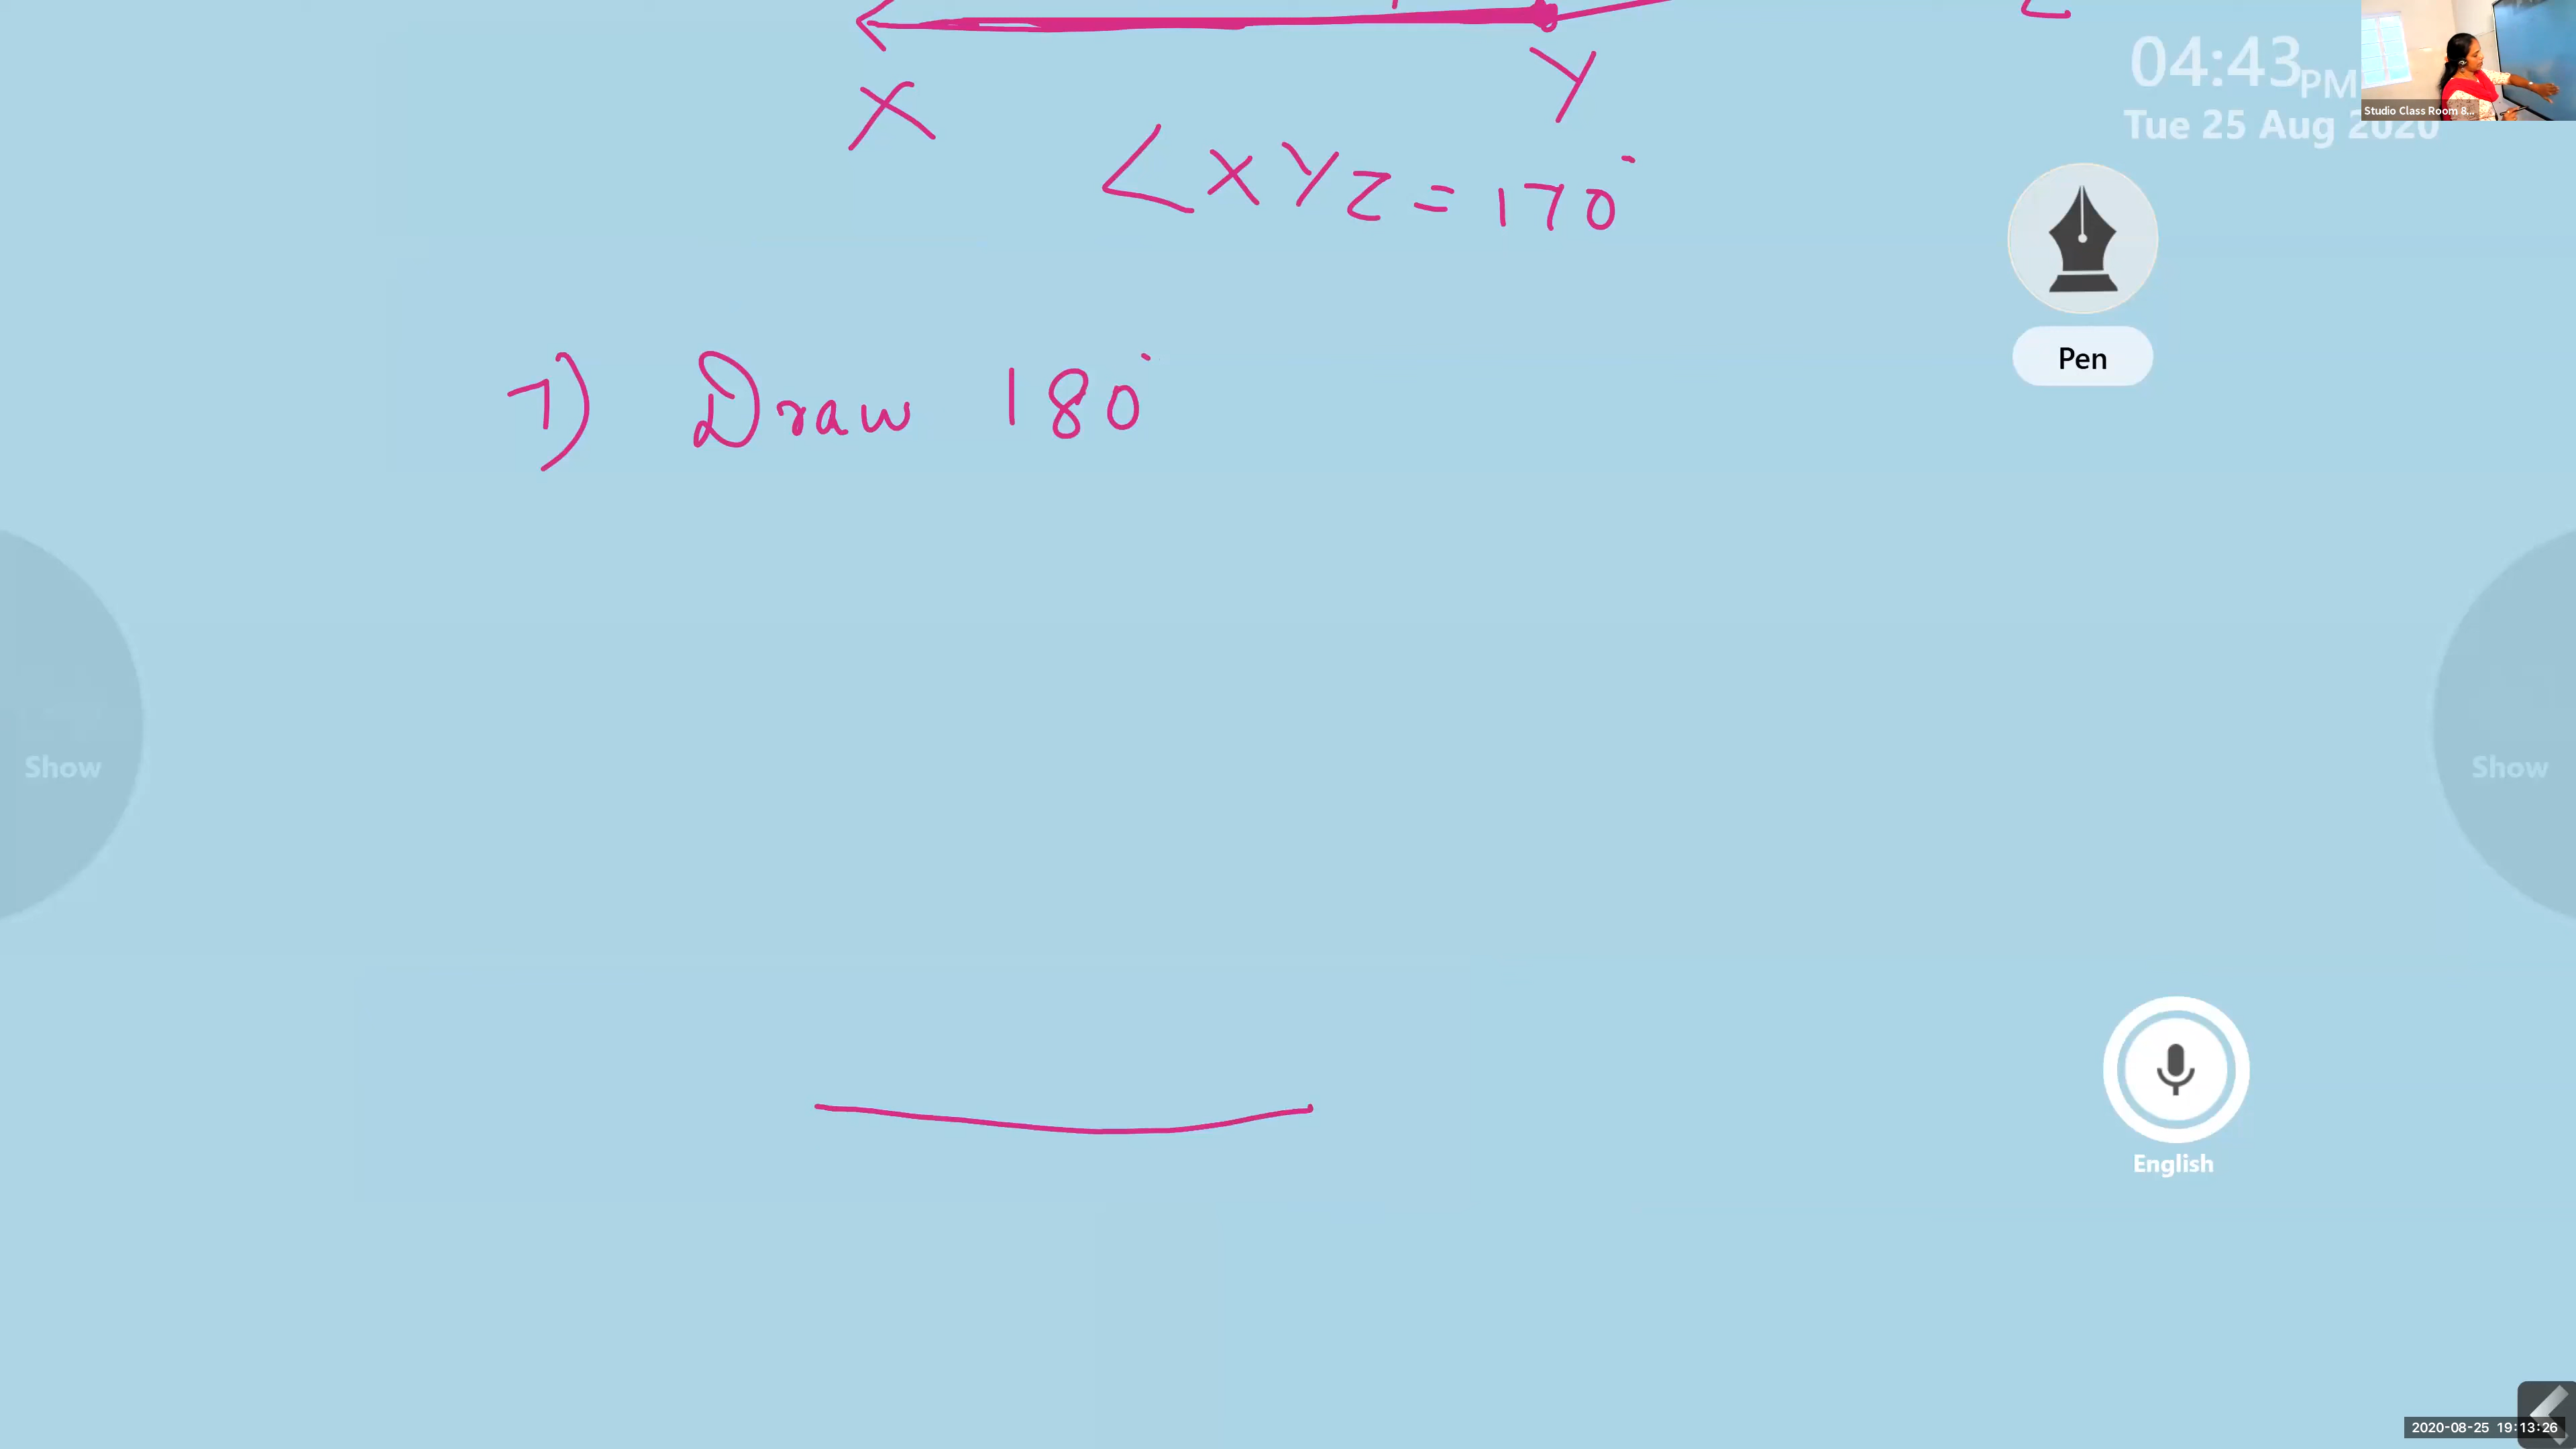 X
Y
Z
∠XYZ = 170°
04:43 PM
Tue 25 Aug 2020
Studio Class Room 8...
Pen
7) Draw 180°
Show
Show
English
2020-08-25 19:13:26